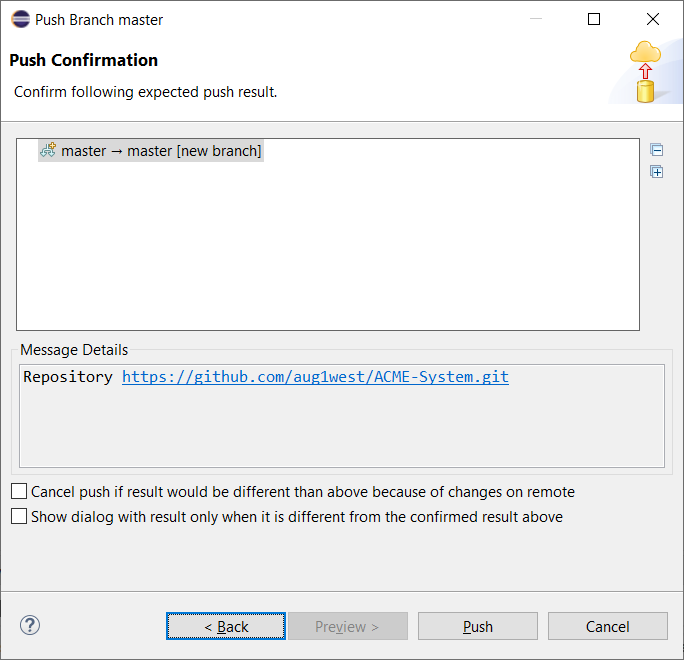 Push Branch master
Push Confirmation
Confirm following expected push result.
master → master [new branch]
Message Details
Repository https://github.com/aug1west/ACME-System.git
Cancel push if result would be different than above because of changes on remote
Show dialog with result only when it is different from the confirmed result above
? < Back Preview > Push Cancel